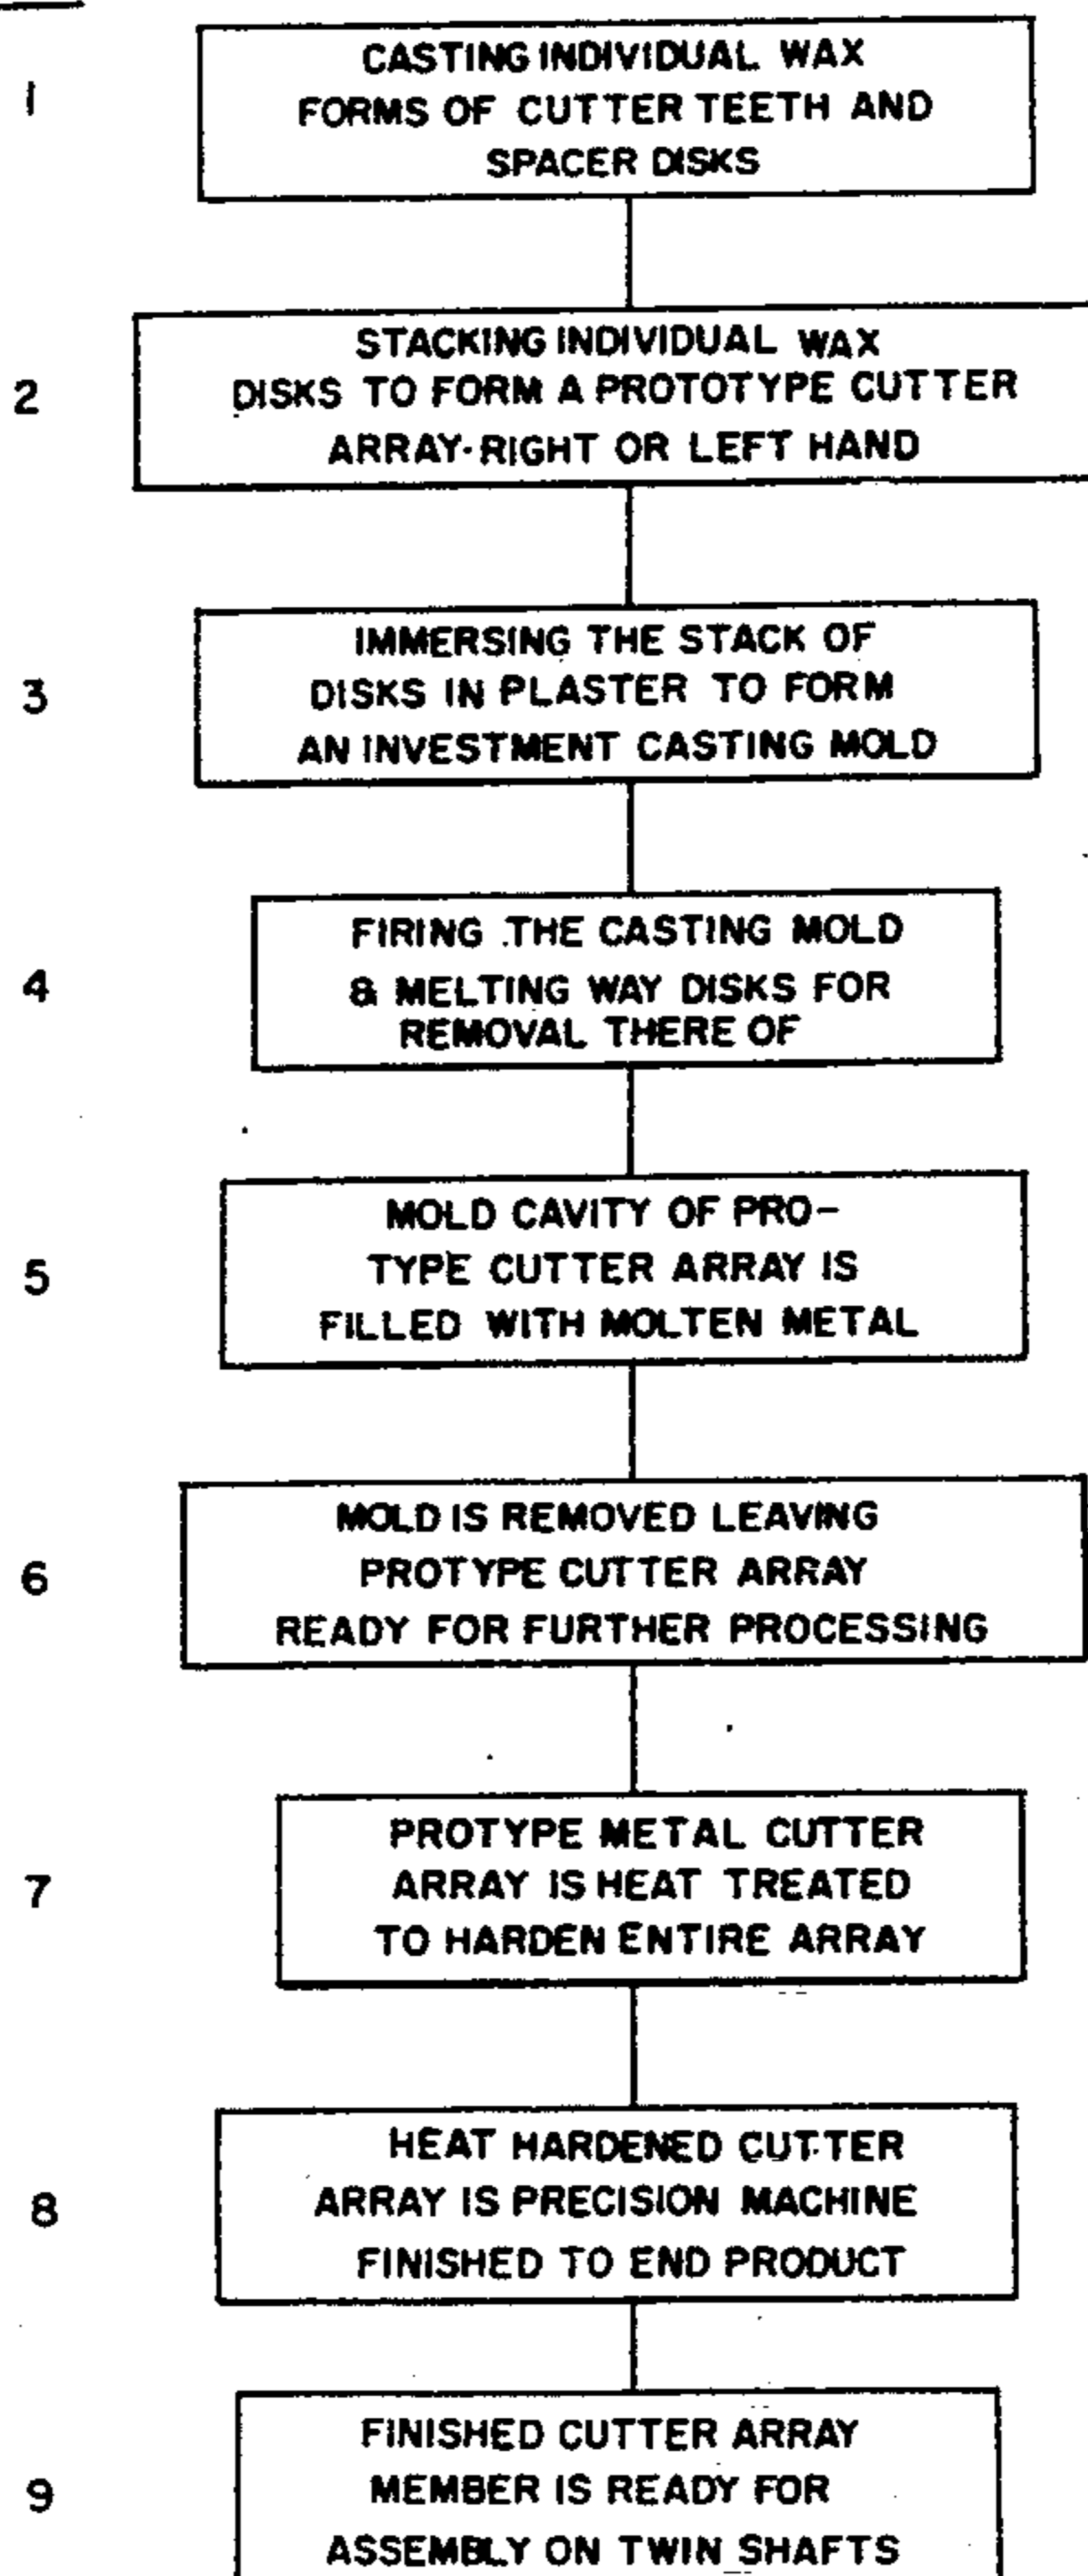 1
CASTING INDIVIDUAL WAX
FORMS OF CUTTER TEETH AND
SPACER DISKS
2
STACKING INDIVIDUAL WAX
DISKS TO FORM A PROTOTYPE CUTTER
ARRAY-RIGHT OR LEFT HAND
3
IMMERSING THE STACK OF
DISKS IN PLASTER TO FORM
AN INVESTMENT CASTING MOLD
4
FIRING THE CASTING MOLD
& MELTING WAY DISKS FOR
REMOVAL THERE OF
5
MOLD CAVITY OF PRO-
TYPE CUTTER ARRAY IS
FILLED WITH MOLTEN METAL
6
MOLD IS REMOVED LEAVING
PROTYPE CUTTER ARRAY
READY FOR FURTHER PROCESSING
7
PROTYPE METAL CUTTER
ARRAY IS HEAT TREATED
TO HARDEN ENTIRE ARRAY
8
HEAT HARDENED CUTTER
ARRAY IS PRECISION MACHINE
FINISHED TO END PRODUCT
9
FINISHED CUTTER ARRAY
MEMBER IS READY FOR
ASSEMBLY ON TWIN SHAFTS